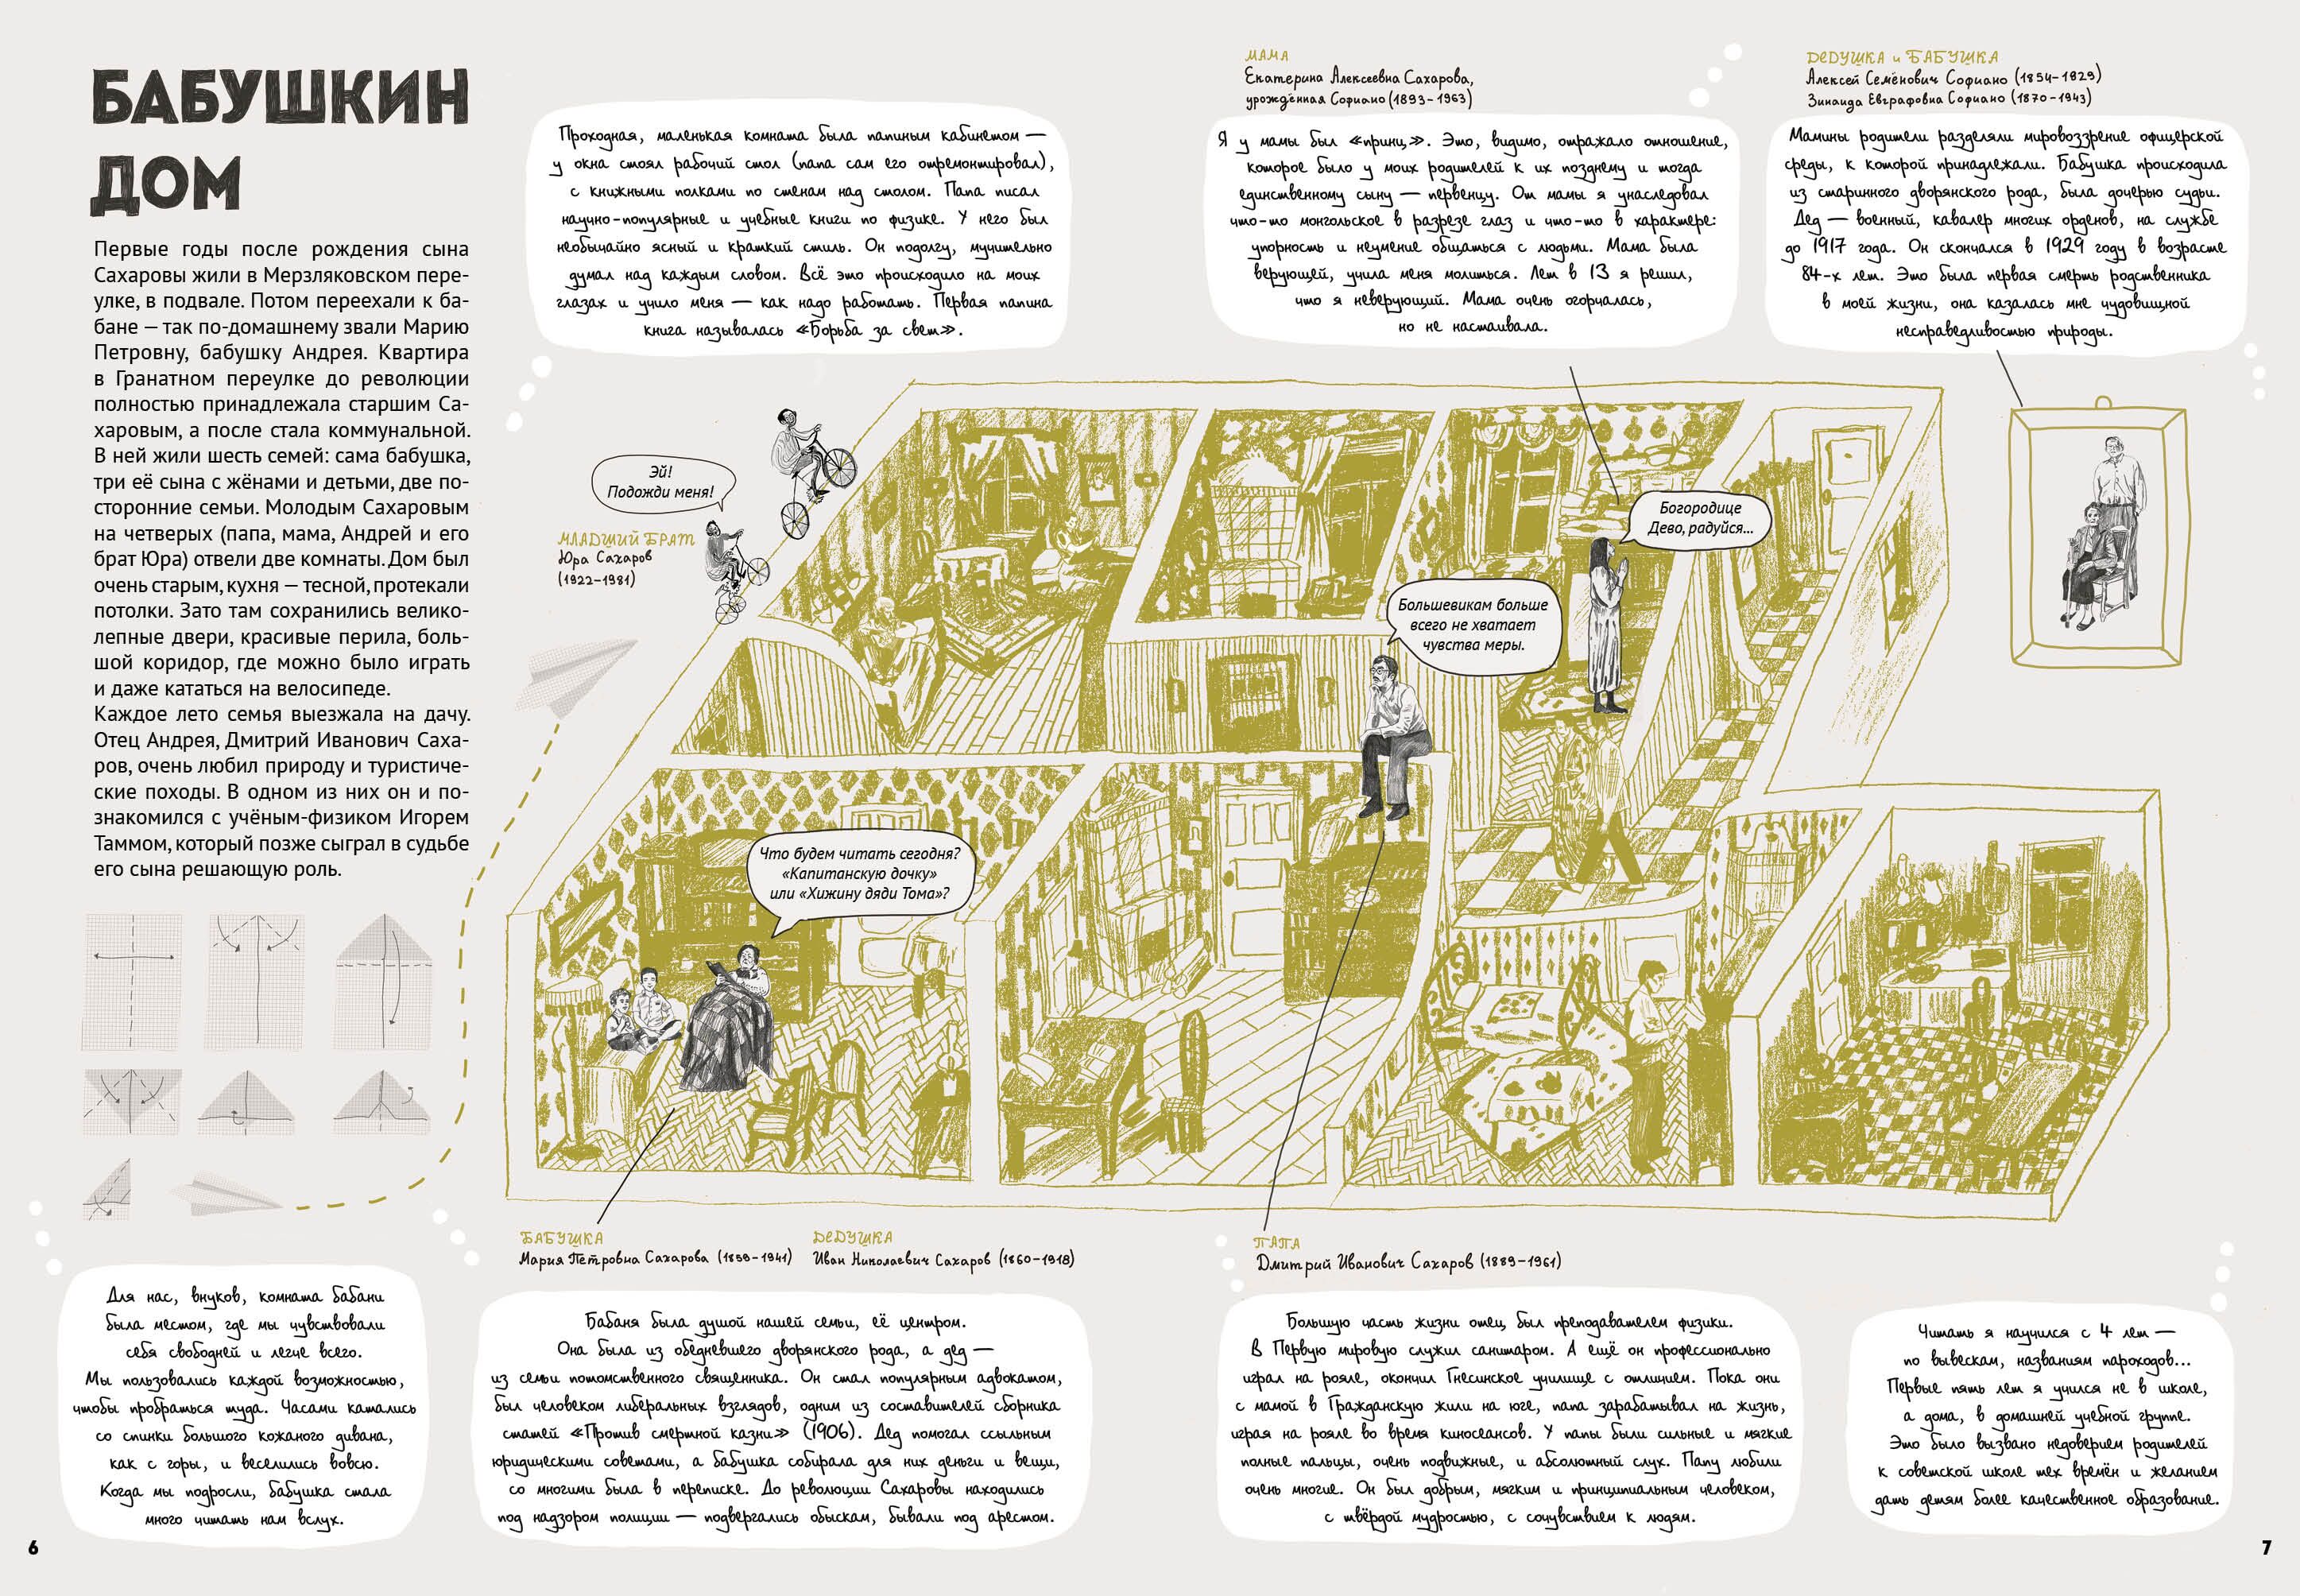 БАБУШКИН
ДОМ
Первые годы после рождения сына
Сахаровы жили в Мерзляковском пере-
улке, в подвале. Потом переехали к ба-
бане — так по-домашнему звали Марию
Петровну, бабушку Андрея. Квартира
в Гранатном переулке до революции
полностью принадлежала старшим Са-
харовым, а после стала коммунальной.
В ней жили шесть семей: сама бабушка,
три её сына с жёнами и детьми, две по-
сторонние семьи. Молодым Сахаровым
на четверых (папа, мама, Андрей и его
брат Юра) отвели две комнаты. Дом был
очень старым, кухня — тесной, протекали
потолки. Зато там сохранились велико-
лепные двери, красивые перила, боль-
шой коридор, где можно было играть
и даже кататься на велосипеде.
Каждое лето семья выезжала на дачу.
Отец Андрея, Дмитрий Иванович Саха-
ров, очень любил природу и туристиче-
ские походы. В одном из них он и по-
знакомился с учёным-физиком Игорем
Таммом, который позже сыграл в судьбе
его сына решающую роль.
Проходная, маленькая комната была папиным кабинетом —
у окна стоял рабочий стол (папа сам его отремонтировал),
с книжными полками по стенам над столом. Папа писал
научно-популярные и учебные книги по физике. У него был
необычайно ясный и краткий стиль. Он подолгу, мучительно
думал над каждым словом. Всё это происходило на моих
глазах и учило меня — как надо работать. Первая папина
книга называлась «Борьба за свет».
МАМА
Екатерина Алексеевна Сахарова,
урождённая Софиано (1893–1963)
Я у мамы был «принц». Это, видимо, отражало отношение,
которое было у моих родителей к их позднему и тогда
единственному сыну — первенцу. От мамы я унаследовал
что-то монгольское в разрезе глаз и что-то в характере:
упорность и неумение общаться с людьми. Мама была
верующей, учила меня молиться. Лет в 13 я решил,
что я неверующий. Мама очень огорчалась,
но не настаивала.
ДЕДУШКА и БАБУШКА
Алексей Семёнович Софиано (1854–1929)
Зинаида Евграфовна Софиано (1870–1943)
Мамины родители разделяли мировоззрение офицерской
среды, к которой принадлежали. Бабушка происходила
из старинного дворянского рода, была дочерью судьи.
Дед — военный, кавалер многих орденов, на службе
до 1917 года. Он скончался в 1929 году в возрасте
84-х лет. Это была первая смерть родственника
в моей жизни, она казалась мне чудовищной
несправедливостью природы.
Эй!
Подожди меня!
МЛАДШИЙ БРАТ
Юра Сахаров
(1922–1981)
Богородице
Дево, радуйся...
Большевикам больше
всего не хватает
чувства меры.
Что будем читать сегодня?
«Капитанскую дочку»
или «Хижину дяди Тома»?
БАБУШКА
Мария Петровна Сахарова (1859–1941)
ДЕДУШКА
Иван Николаевич Сахаров (1860–1918)
ПАПА
Дмитрий Иванович Сахаров (1889–1961)
Для нас, внуков, комната бабани
была местом, где мы чувствовали
себя свободней и легче всего.
Мы пользовались каждой возможностью,
чтобы пробраться туда. Часами катались
со спинки большого кожаного дивана,
как с горы, и веселились вовсю.
Когда мы подросли, бабушка стала
много читать нам вслух.
Бабаня была душой нашей семьи, её центром.
Она была из обедневшего дворянского рода, а дед —
из семьи потомственного священника. Он стал популярным адвокатом,
был человеком либеральных взглядов, одним из составителей сборника
статей «Против смертной казни» (1906). Дед помогал ссыльным
юридическими советами, а бабушка собирала для них деньги и вещи,
со многими была в переписке. До революции Сахаровы находились
под надзором полиции — подвергались обыскам, бывали под арестом.
Большую часть жизни отец был преподавателем физики.
В Первую мировую служил санитаром. А ещё он профессионально
играл на рояле, окончил Гнесинское училище с отличием. Пока они
с мамой в Гражданскую жили на юге, папа зарабатывал на жизнь,
играя на рояле во время киносеансов. У папы были сильные и мягкие
полные пальцы, очень подвижные, и абсолютный слух. Папу любили
очень многие. Он был добрым, мягким и принципиальным человеком,
с твёрдой мудростью, с сочувствием к людям.
Читать я научился с 4 лет —
по вывескам, названиям пароходов...
Первые пять лет я учился не в школе,
а дома, в домашней учебной группе.
Это было вызвано недоверием родителей
к советской школе тех времён и желанием
дать детям более качественное образование.
6
7